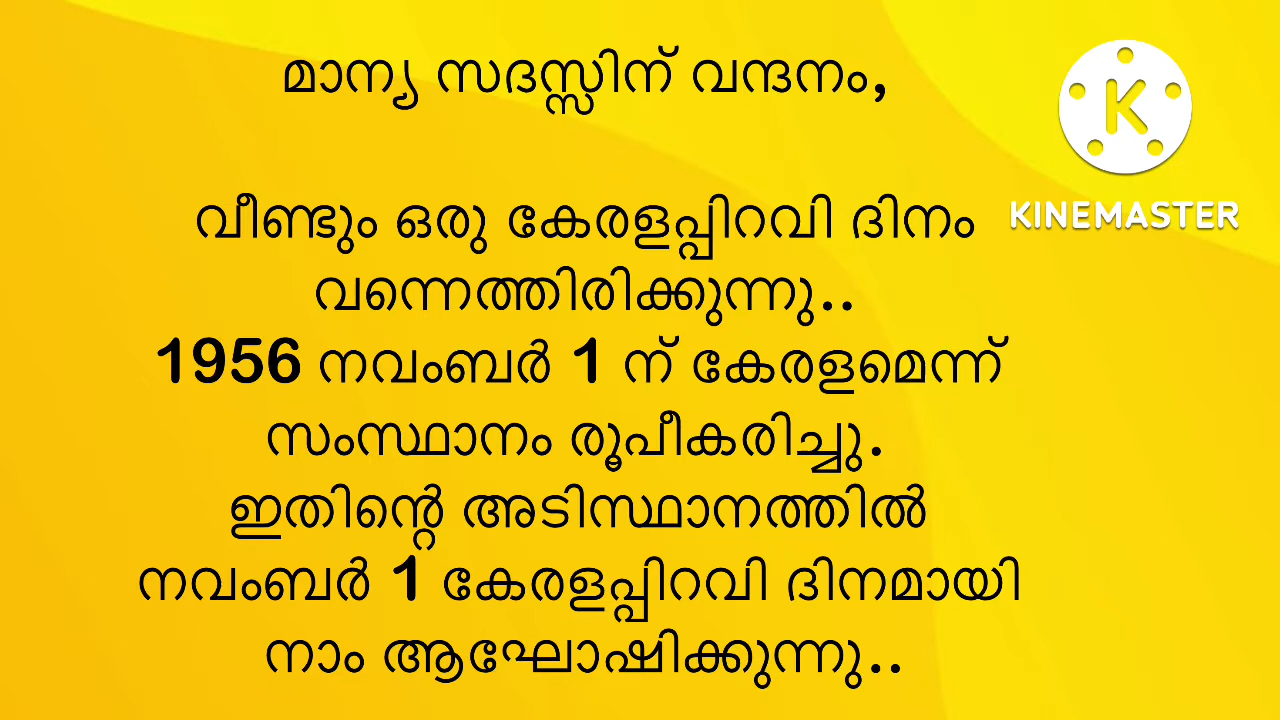 മാന്യ സദസ്സിന് വന്ദനം,
വീണ്ടും ഒരു കേരളപ്പിറവി ദിനം
വന്നെത്തിരിക്കുന്നു..
1956 നവംബർ 1 ന് കേരളമെന്ന്
സംസ്ഥാനം രൂപീകരിച്ചു.
ഇതിന്റെ അടിസ്ഥാനത്തിൽ
നവംബർ 1 കേരളപ്പിറവി ദിനമായി
നാം ആഘോഷിക്കുന്നു..
K
KINEMASTER